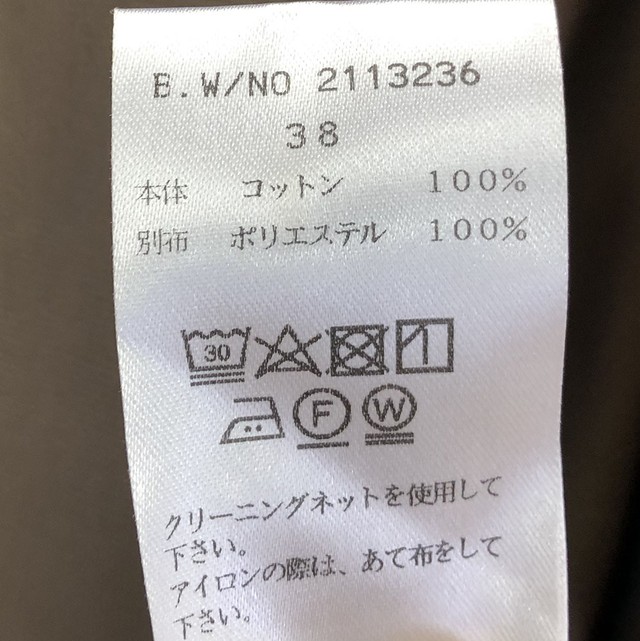 B.W/NO 2113236
38
本体 コットン 100%
別布 ポリエステル 100%
30
F W
クリーニングネットを使用して
下さい。
アイロンの際は、あて布をして
下さい。